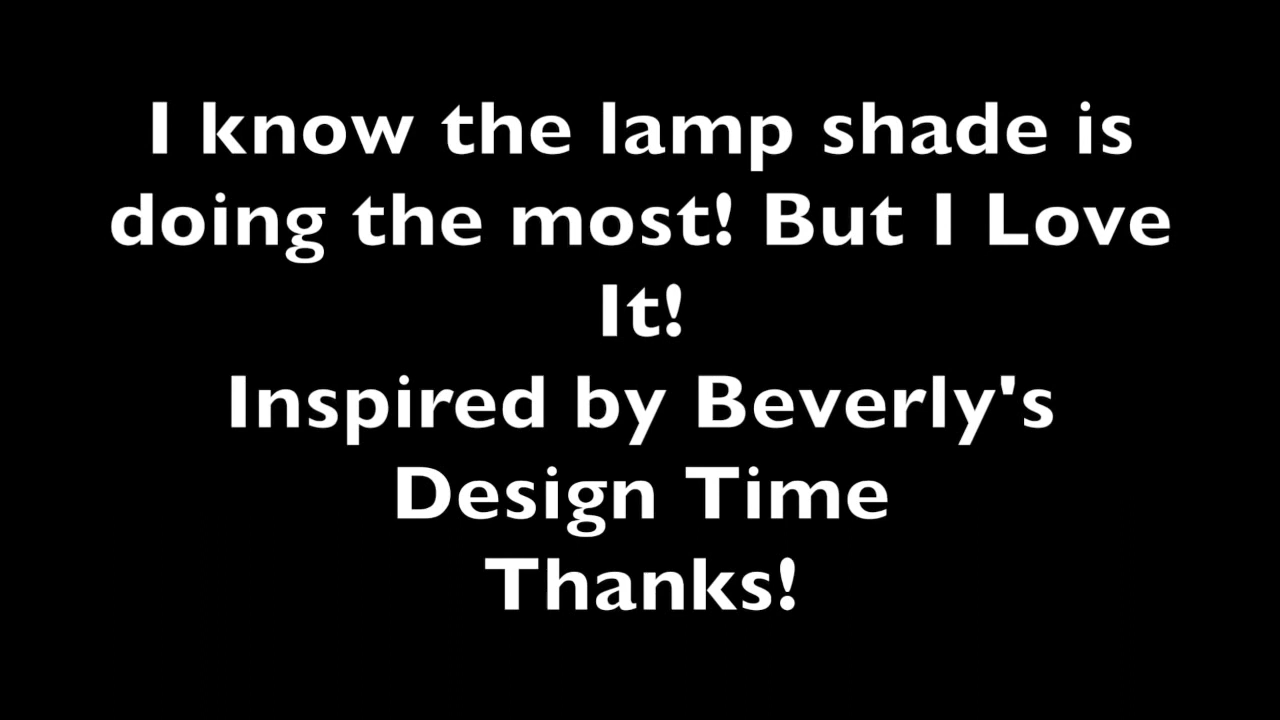 I know the lamp shade is
doing the most! But I Love
It!
Inspired by Beverly's
Design Time
Thanks!